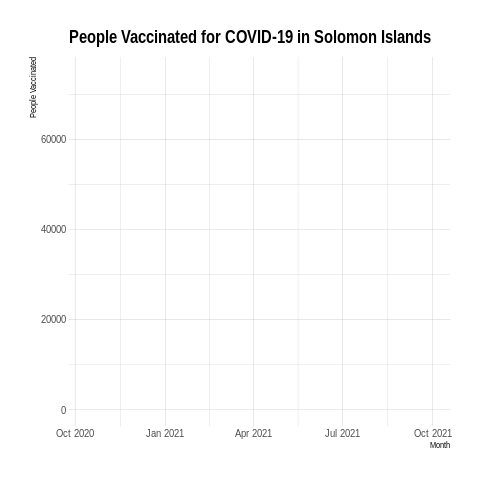 People Vaccinated for COVID-19 in Solomon Islands
People Vaccinated
60000
40000
20000
0
Oct 2020 Jan 2021 Apr 2021 Jul 2021 Oct 2021
Month